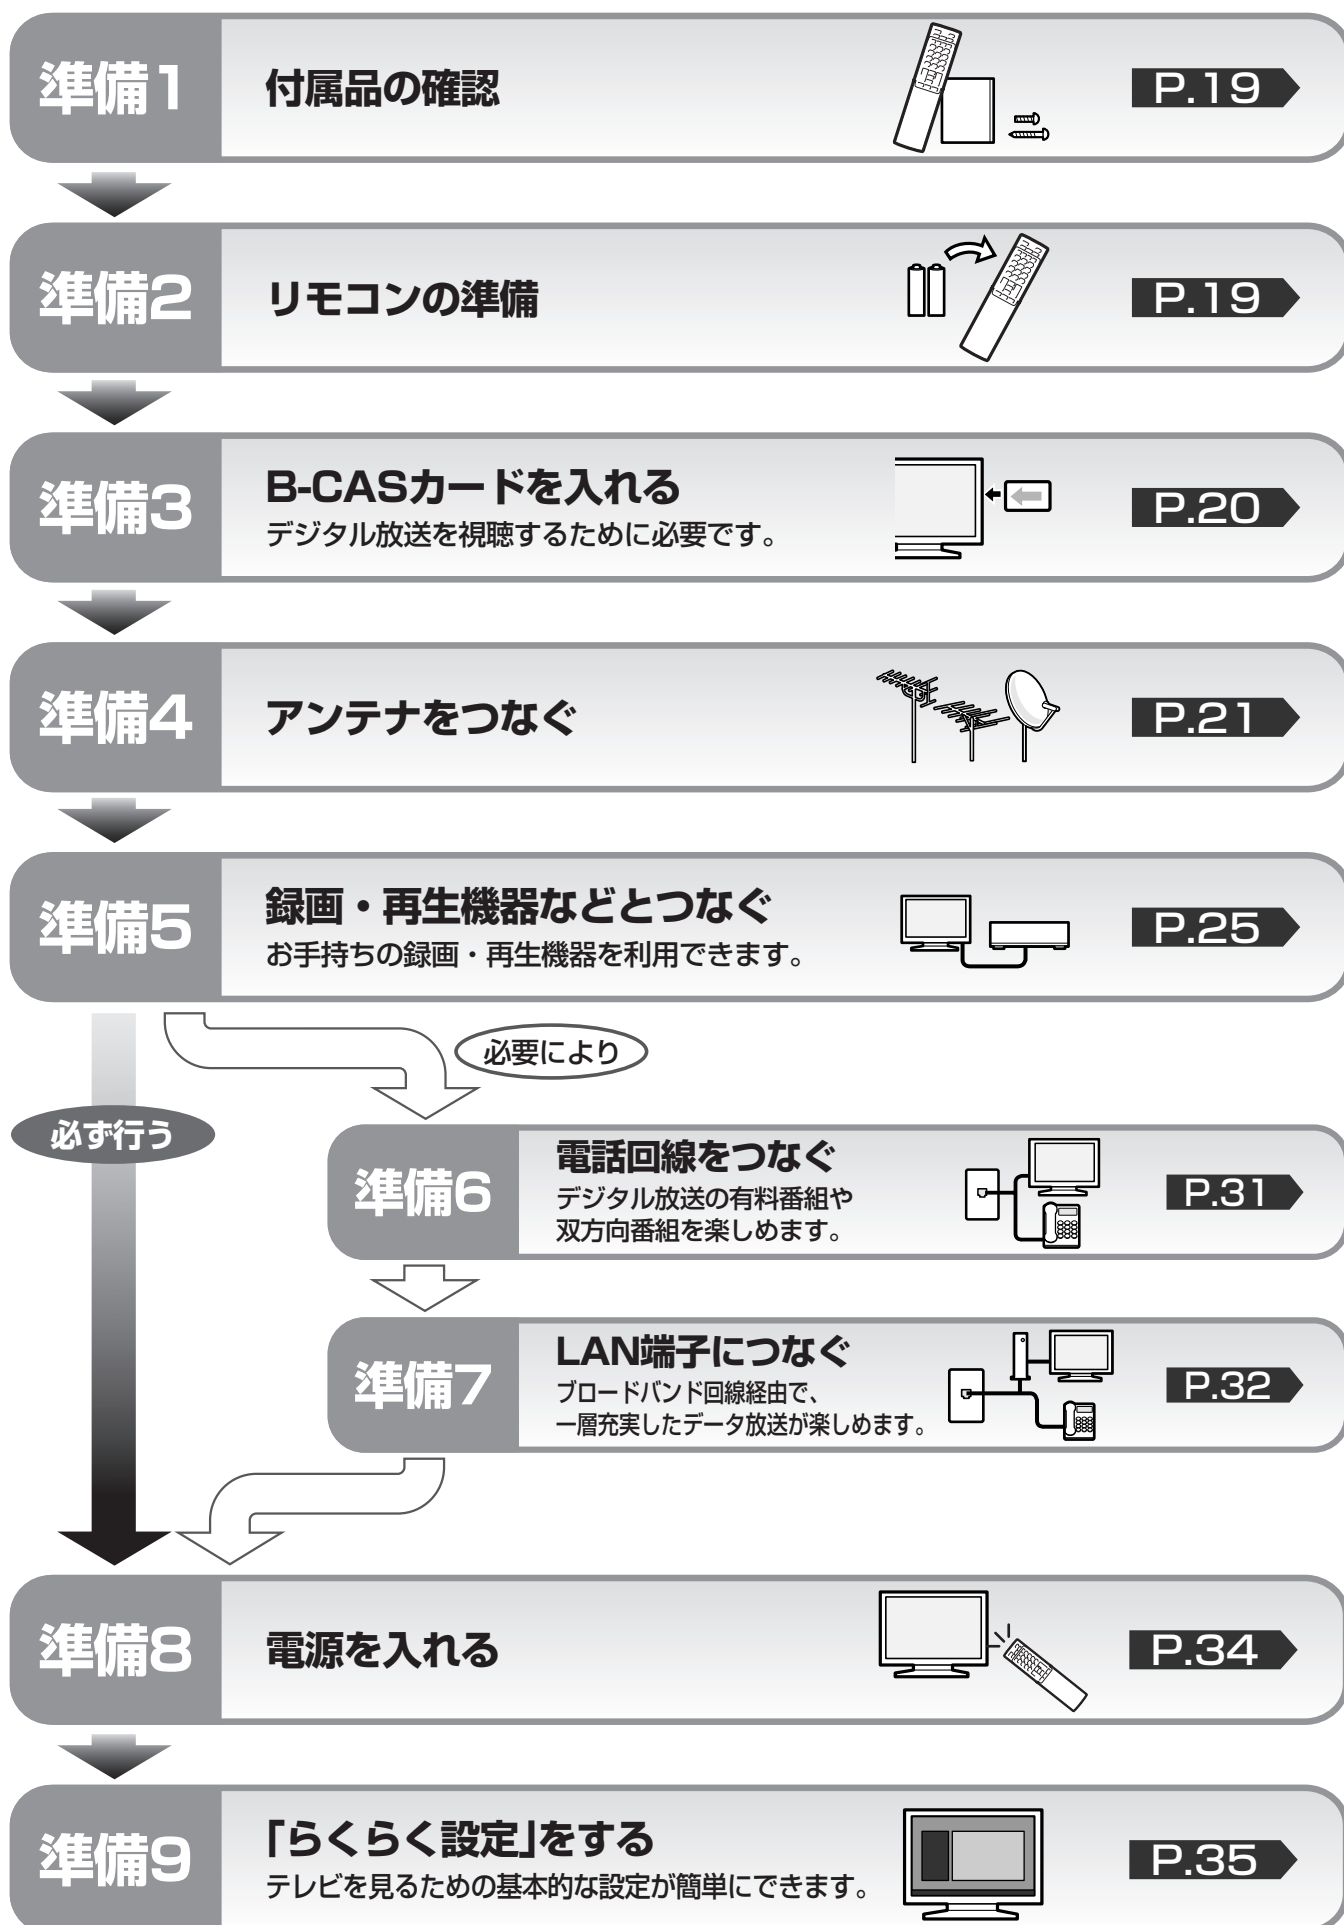 準備1
付属品の確認
P.19
準備2
リモコンの準備
P.19
準備3
B-CASカードを入れる
デジタル放送を視聴するために必要です。
P.20
準備4
アンテナをつなぐ
P.21
準備5
録画・再生機器などとつなぐ
お手持ちの録画・再生機器を利用できます。
P.25
必要により
必ず行う
準備6
電話回線をつなぐ
デジタル放送の有料番組や
双方向番組を楽しめます。
P.31
準備7
LAN端子につなぐ
ブロードバンド回線経由で、
一層充実したデータ放送が楽しめます。
P.32
準備8
電源を入れる
P.34
準備9
「らくらく設定」をする
テレビを見るための基本的な設定が簡単にできます。
P.35